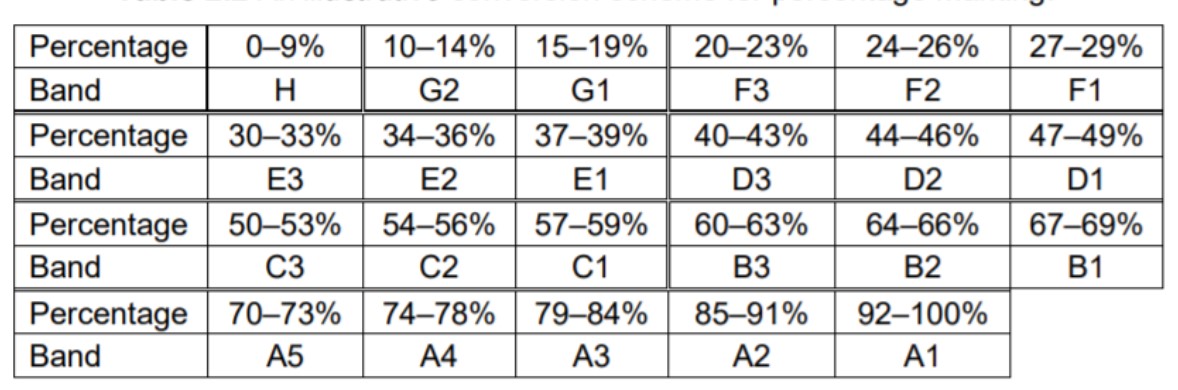 Percentage 0–9% 10–14% 15–19% 20–23% 24–26% 27–29%
Band H G2 G1 F3 F2 F1
Percentage 30–33% 34–36% 37–39% 40–43% 44–46% 47–49%
Band E3 E2 E1 D3 D2 D1
Percentage 50–53% 54–56% 57–59% 60–63% 64–66% 67–69%
Band C3 C2 C1 B3 B2 B1
Percentage 70–73% 74–78% 79–84% 85–91% 92–100%
Band A5 A4 A3 A2 A1